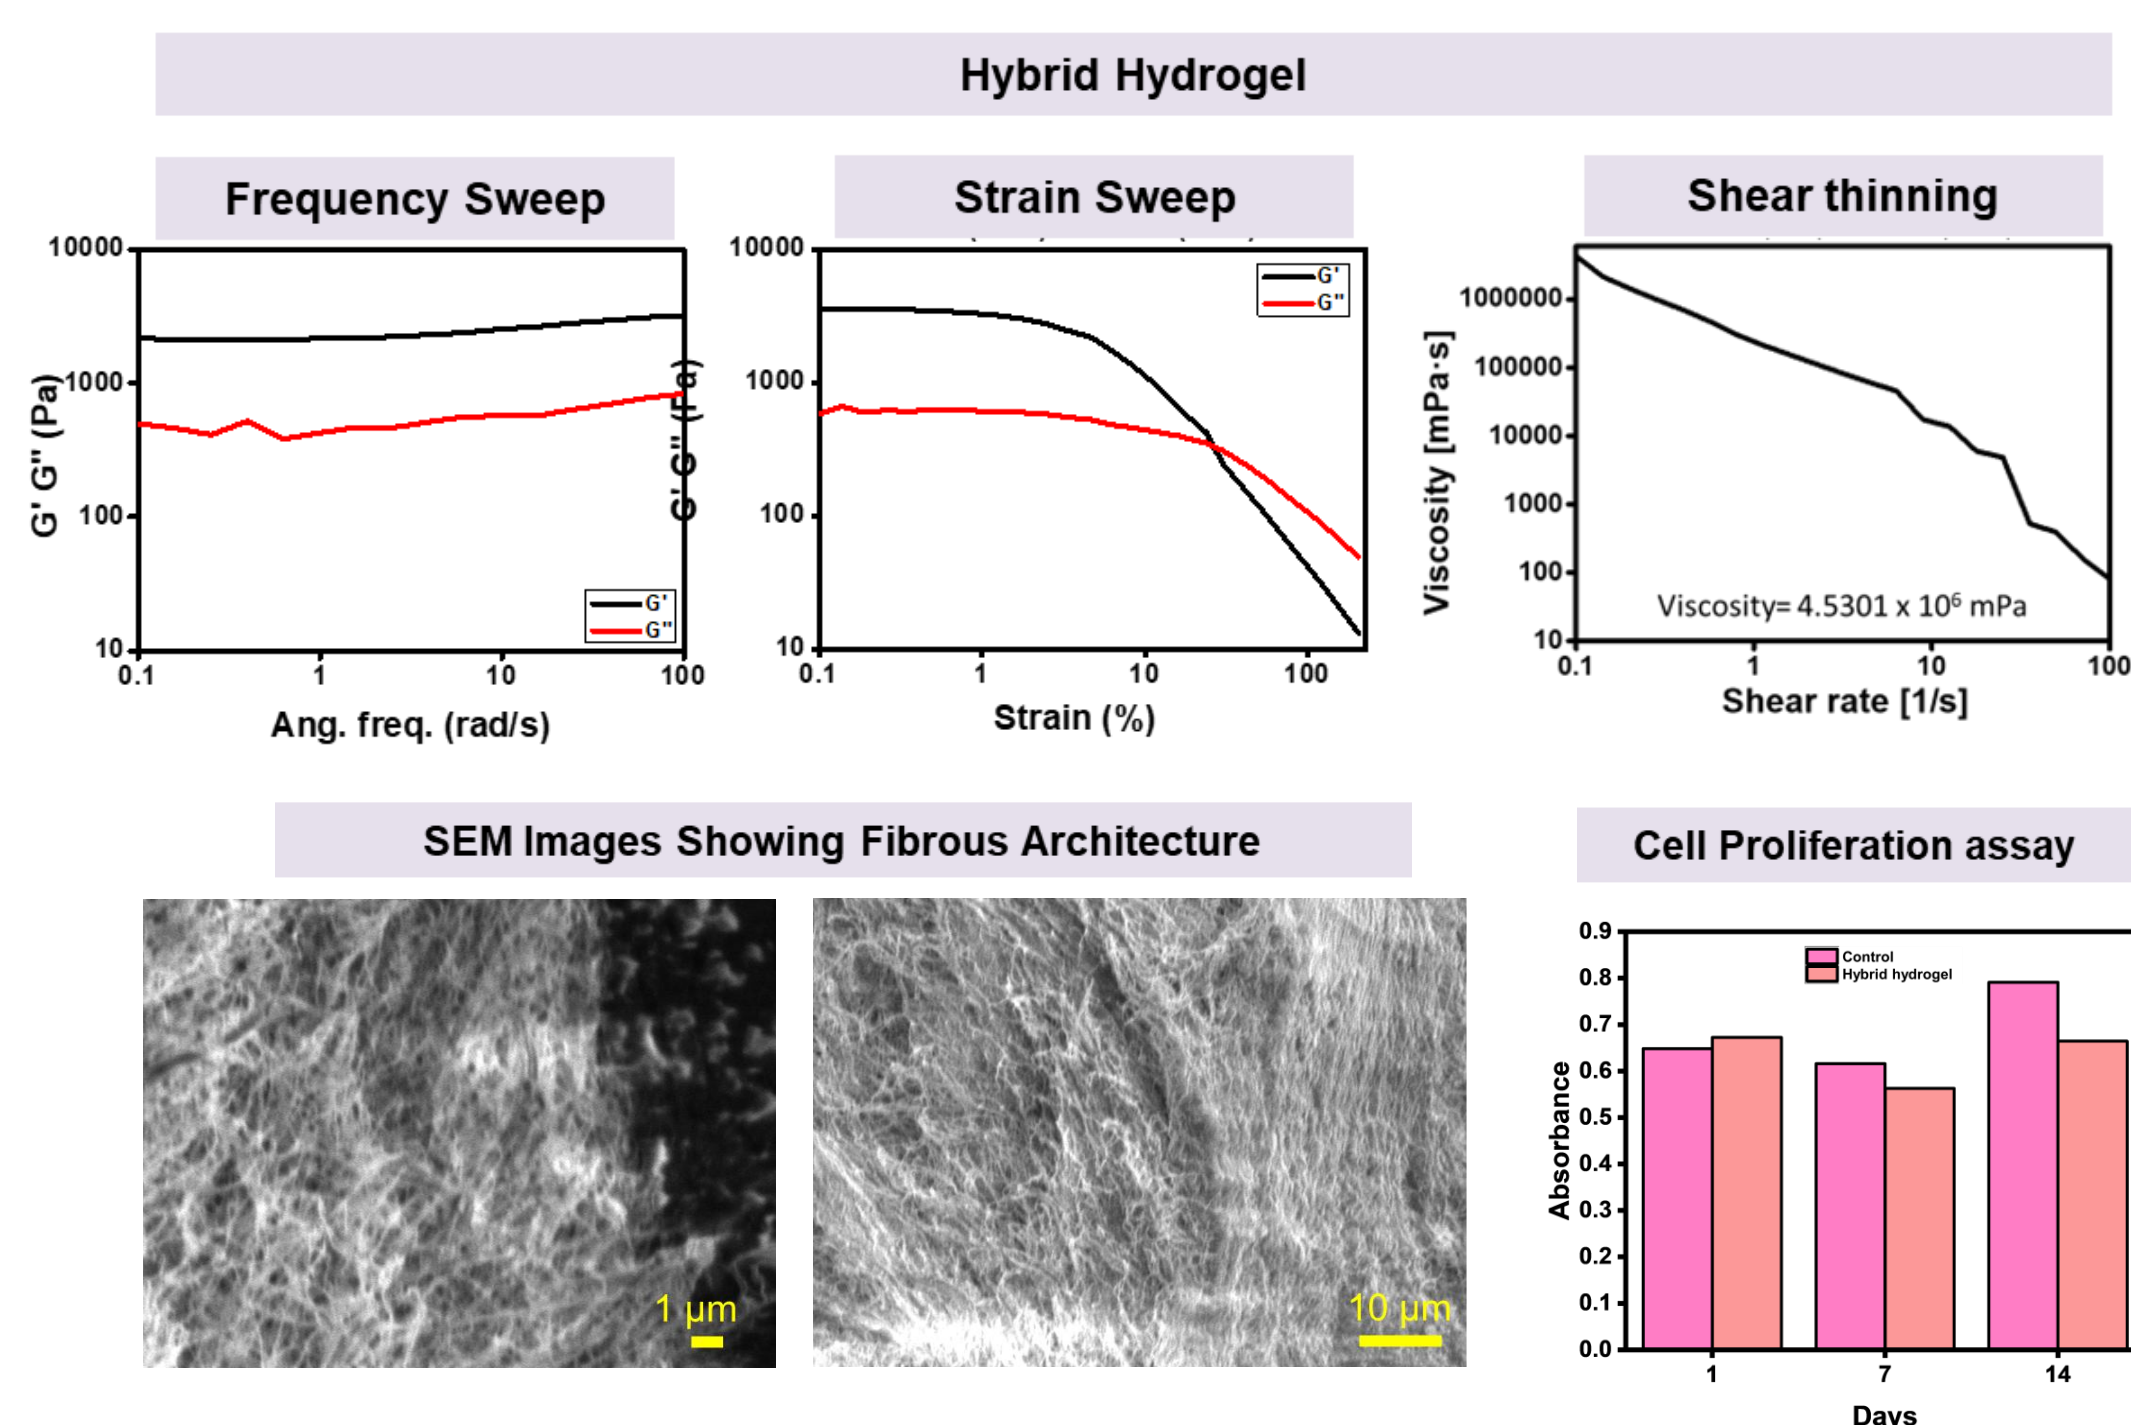 Hybrid Hydrogel
Frequency Sweep
10000
1000
100
10
0.1
1
10
100
G' G" (Pa)
Ang. freq. (rad/s)
G'
G"
Strain Sweep
10000
1000
100
10
0.1
1
10
100
G' G" (Pa)
Strain (%)
G'
G"
Shear thinning
1000000
100000
10000
1000
100
10
0.1
1
10
100
Viscosity [mPa·s]
Shear rate [1/s]
Viscosity= 4.5301 x 10⁶ mPa
SEM Images Showing Fibrous Architecture
1 µm
10 µm
Cell Proliferation assay
0.9
0.8
0.7
0.6
0.5
0.4
0.3
0.2
0.1
0.0
1
7
14
Absorbance
Days
Control
Hybrid hydrogel